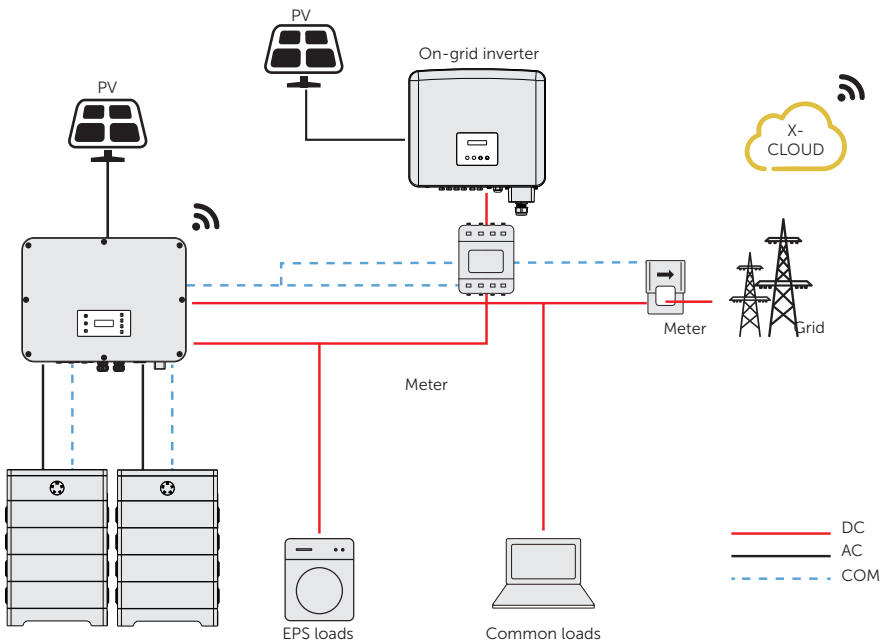 PV
On-grid inverter
PV
X-
CLOUD
Meter
Grid
Meter
DC
AC
COM
EPS loads
Common loads